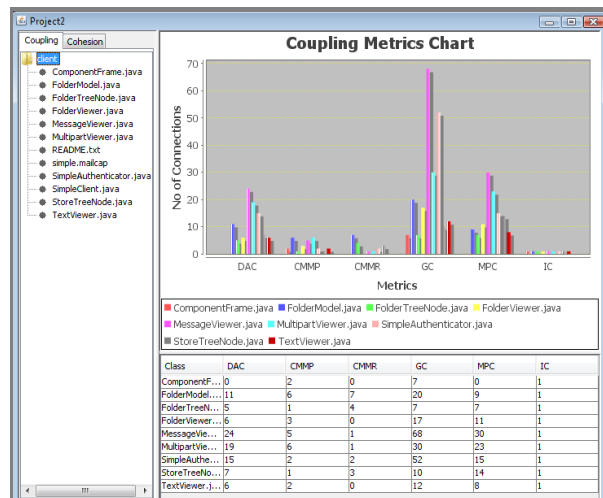 Project2
Coupling Cohesion
client
ComponentFrame.java
FolderModel.java
FolderTreeNode.java
FolderViewer.java
MessageViewer.java
MultipartViewer.java
README.txt
simple.mailcap
SimpleAuthenticator.java
SimpleClient.java
StoreTreeNode.java
TextViewer.java
Coupling Metrics Chart
No of Connections
70
60
50
40
30
20
10
0
DAC CMMP CMMR GC MPC IC
Metrics
ComponentFrame.java FolderModel.java FolderTreeNode.java FolderViewer.java
MessageViewer.java MultipartViewer.java SimpleAuthenticator.java
StoreTreeNode.java TextViewer.java
Class DAC CMMP CMMR GC MPC IC
ComponentF... 0 2 0 7 0 1
FolderModel.... 11 6 7 20 9 1
FolderTreeN... 5 1 4 7 7 1
FolderViewer... 6 3 0 17 11 1
MessageVie... 24 5 1 68 30 1
MultipartVie... 19 6 1 30 23 1
SimpleAuthe... 15 2 2 52 15 1
StoreTreeNo... 7 1 3 10 14 1
TextViewer.j... 6 2 0 12 8 1